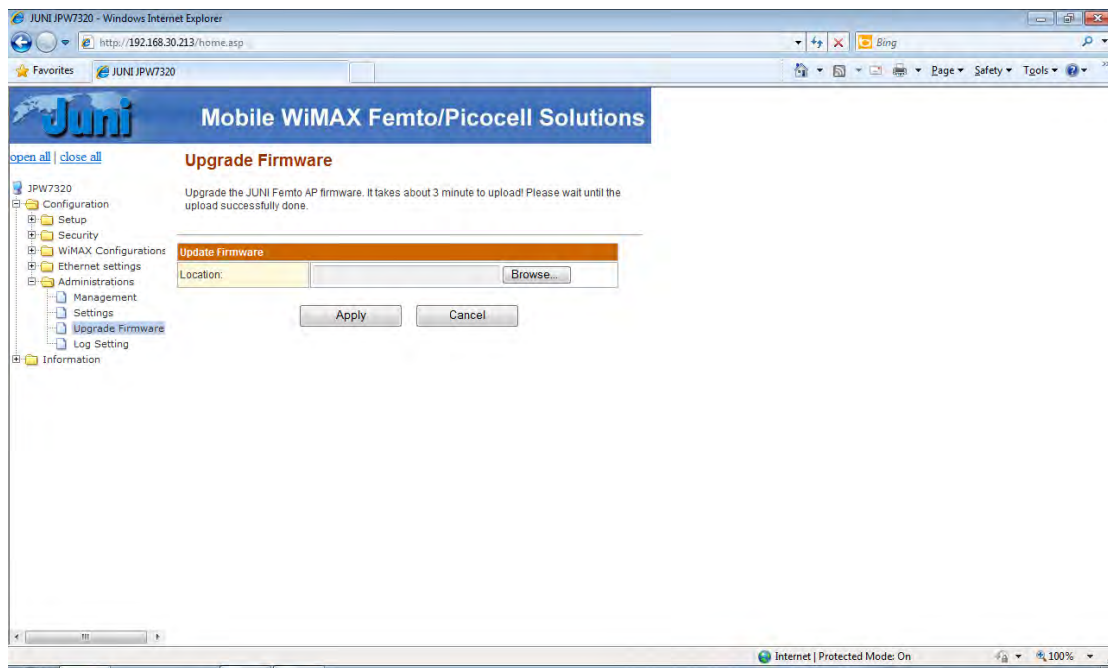 JUNI JPW7320 - Windows Internet Explorer
http://192.168.30.213/home.asp
Bing
Favorites
JUNI JPW7320
Page
Safety
Tools
Juni
Mobile WiMAX Femto/Picocell Solutions
open all | close all
JPW7320
Configuration
Setup
Security
WiMAX Configurations
Ethernet settings
Administrations
Management
Settings
Upgrade Firmware
Log Setting
Information
Upgrade Firmware
Upgrade the JUNI Femto AP firmware. It takes about 3 minute to upload! Please wait until the
upload successfully done.
Update Firmware
Location:
Browse...
Apply
Cancel
Internet | Protected Mode: On
100%